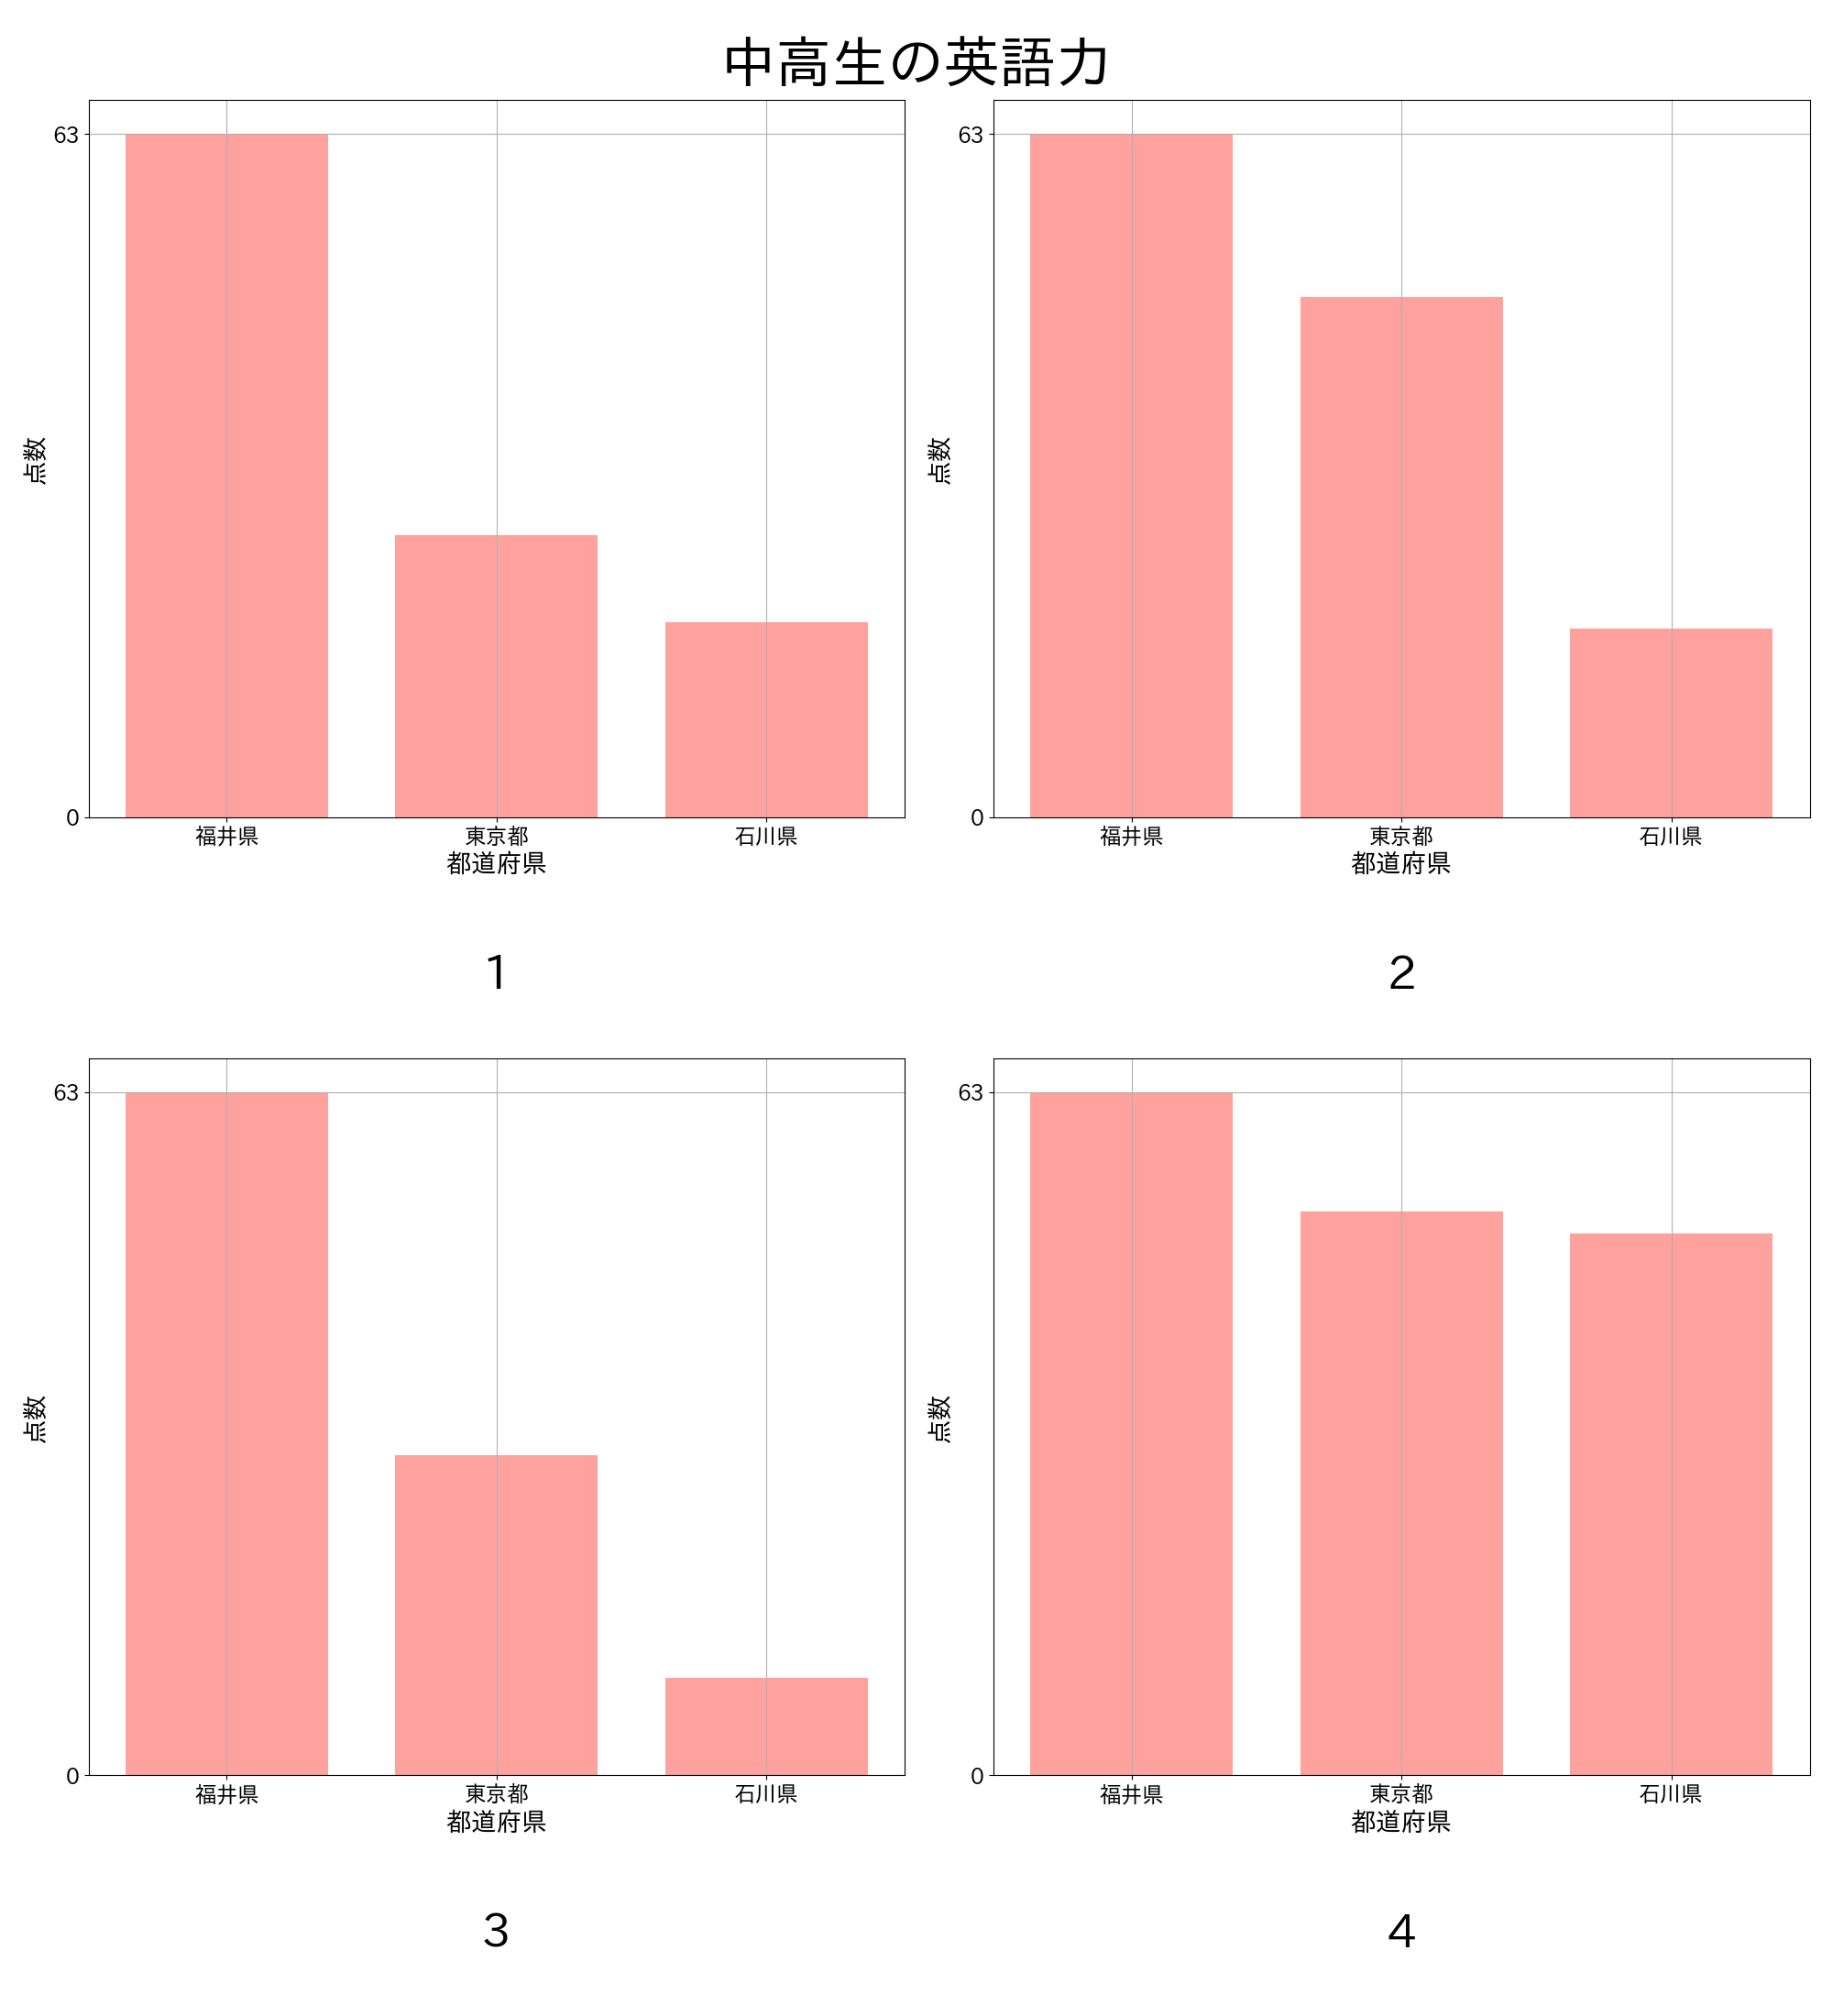 中高生の英語力
63
点数
0
福井県 東京都 石川県
都道府県
1
63
点数
0
福井県 東京都 石川県
都道府県
2
63
点数
0
福井県 東京都 石川県
都道府県
3
63
点数
0
福井県 東京都 石川県
都道府県
4